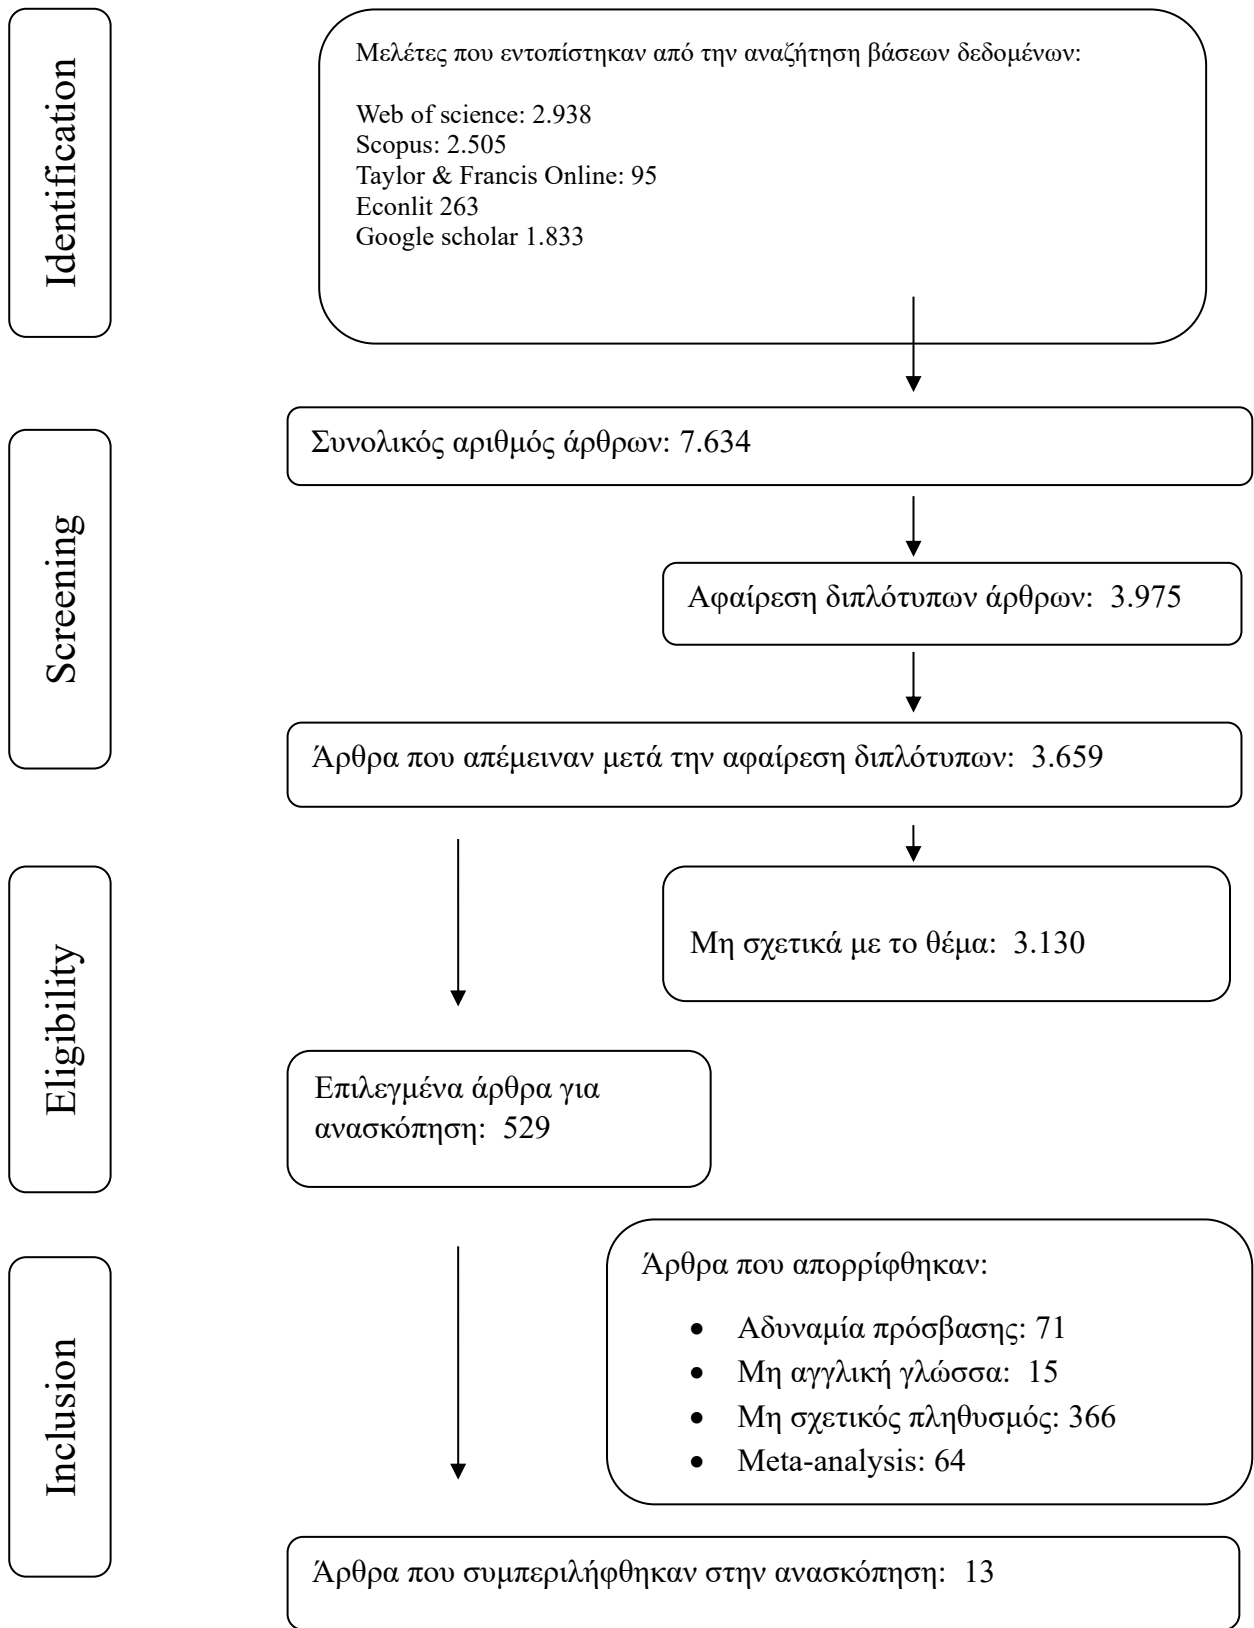 Identification
Μελέτες που εντοπίστηκαν από την αναζήτηση βάσεων δεδομένων:
Web of science: 2.938
Scopus: 2.505
Taylor & Francis Online: 95
Econlit 263
Google scholar 1.833
Screening
Συνολικός αριθμός άρθρων: 7.634
Αφαίρεση διπλότυπων άρθρων: 3.975
Άρθρα που απέμειναν μετά την αφαίρεση διπλότυπων: 3.659
Eligibility
Μη σχετικά με το θέμα: 3.130
Επιλεγμένα άρθρα για
ανασκόπηση: 529
Inclusion
Άρθρα που απορρίφθηκαν:
• Αδυναμία πρόσβασης: 71
• Μη αγγλική γλώσσα: 15
• Μη σχετικός πληθυσμός: 366
• Meta-analysis: 64
Άρθρα που συμπεριλήφθηκαν στην ανασκόπηση: 13